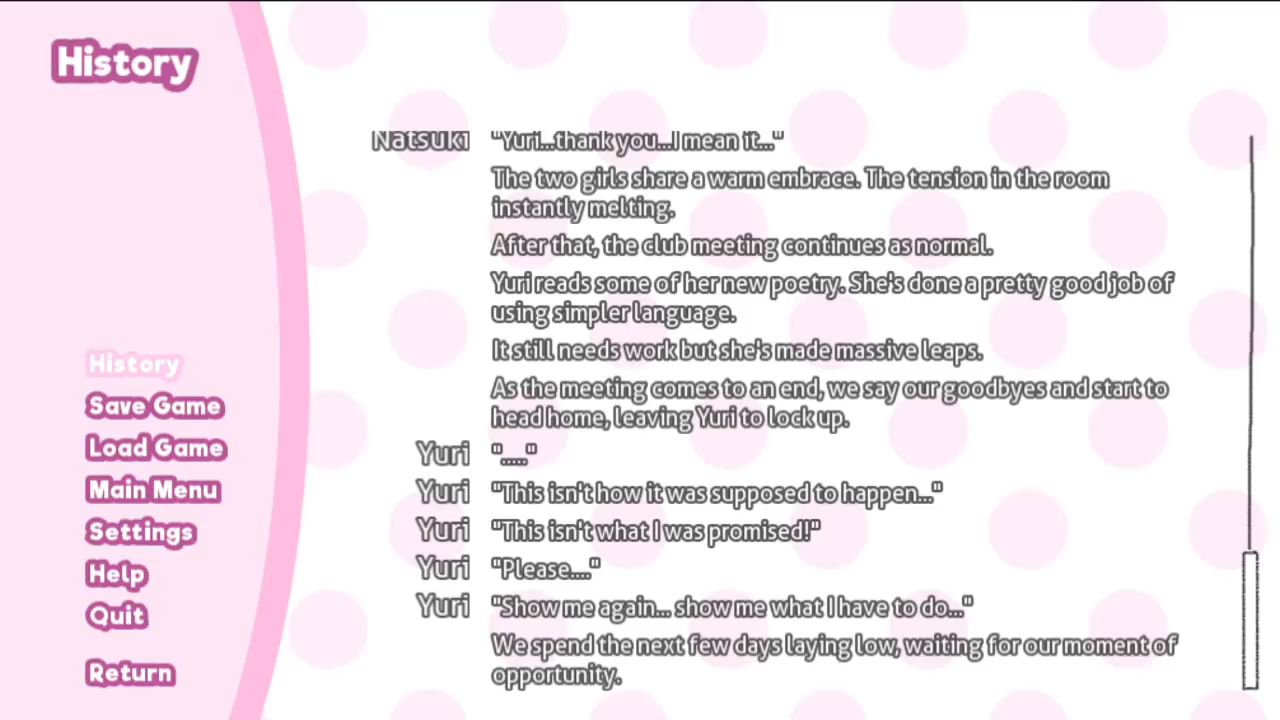 History
Natsuki "Yuri...thank you...I mean it..."
The two girls share a warm embrace. The tension in the room
instantly melting.
After that, the club meeting continues as normal.
Yuri reads some of her new poetry. She's done a pretty good job of
using simpler language.
It still needs work but she's made massive leaps.
As the meeting comes to an end, we say our goodbyes and start to
head home, leaving Yuri to lock up.
Yuri "....."
Yuri "This isn't how it was supposed to happen..."
Yuri "This isn't what I was promised!"
Yuri "Please...."
Yuri "Show me again... show me what I have to do..."
We spend the next few days laying low, waiting for our moment of
opportunity.
History
Save Game
Load Game
Main Menu
Settings
Help
Quit
Return